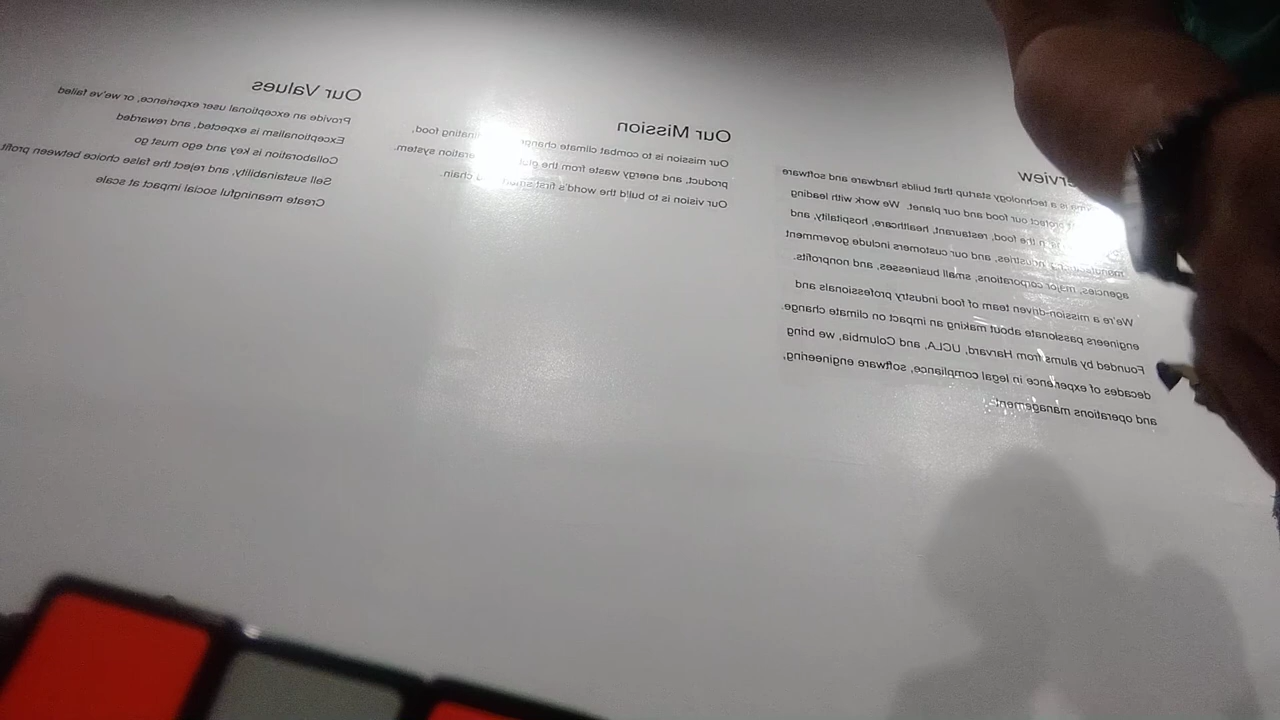 Our Values
Provide an exceptional user experience, or we've failed
Exceptionalism is expected, and rewarded
Collaboration is key and ego must go
Sell sustainability, and reject the false choice between profit
Create meaningful social impact at scale
Our Mission
Our mission is to combat climate change food,
product, and energy waste from the system.
Our vision is to build the world's first chain.
is a technology startup that builds hardware and software
protect our food and our planet. We work with leading
in the food, restaurant, healthcare, hospitality, and
industries, and our customers include government
agencies, major corporations, small businesses, and nonprofits.
We're a mission-driven team of food industry professionals and
engineers passionate about making an impact on climate change.
Founded by alums from Harvard, UCLA, and Columbia, we bring
decades of experience in legal compliance, software engineering,
and operations management.